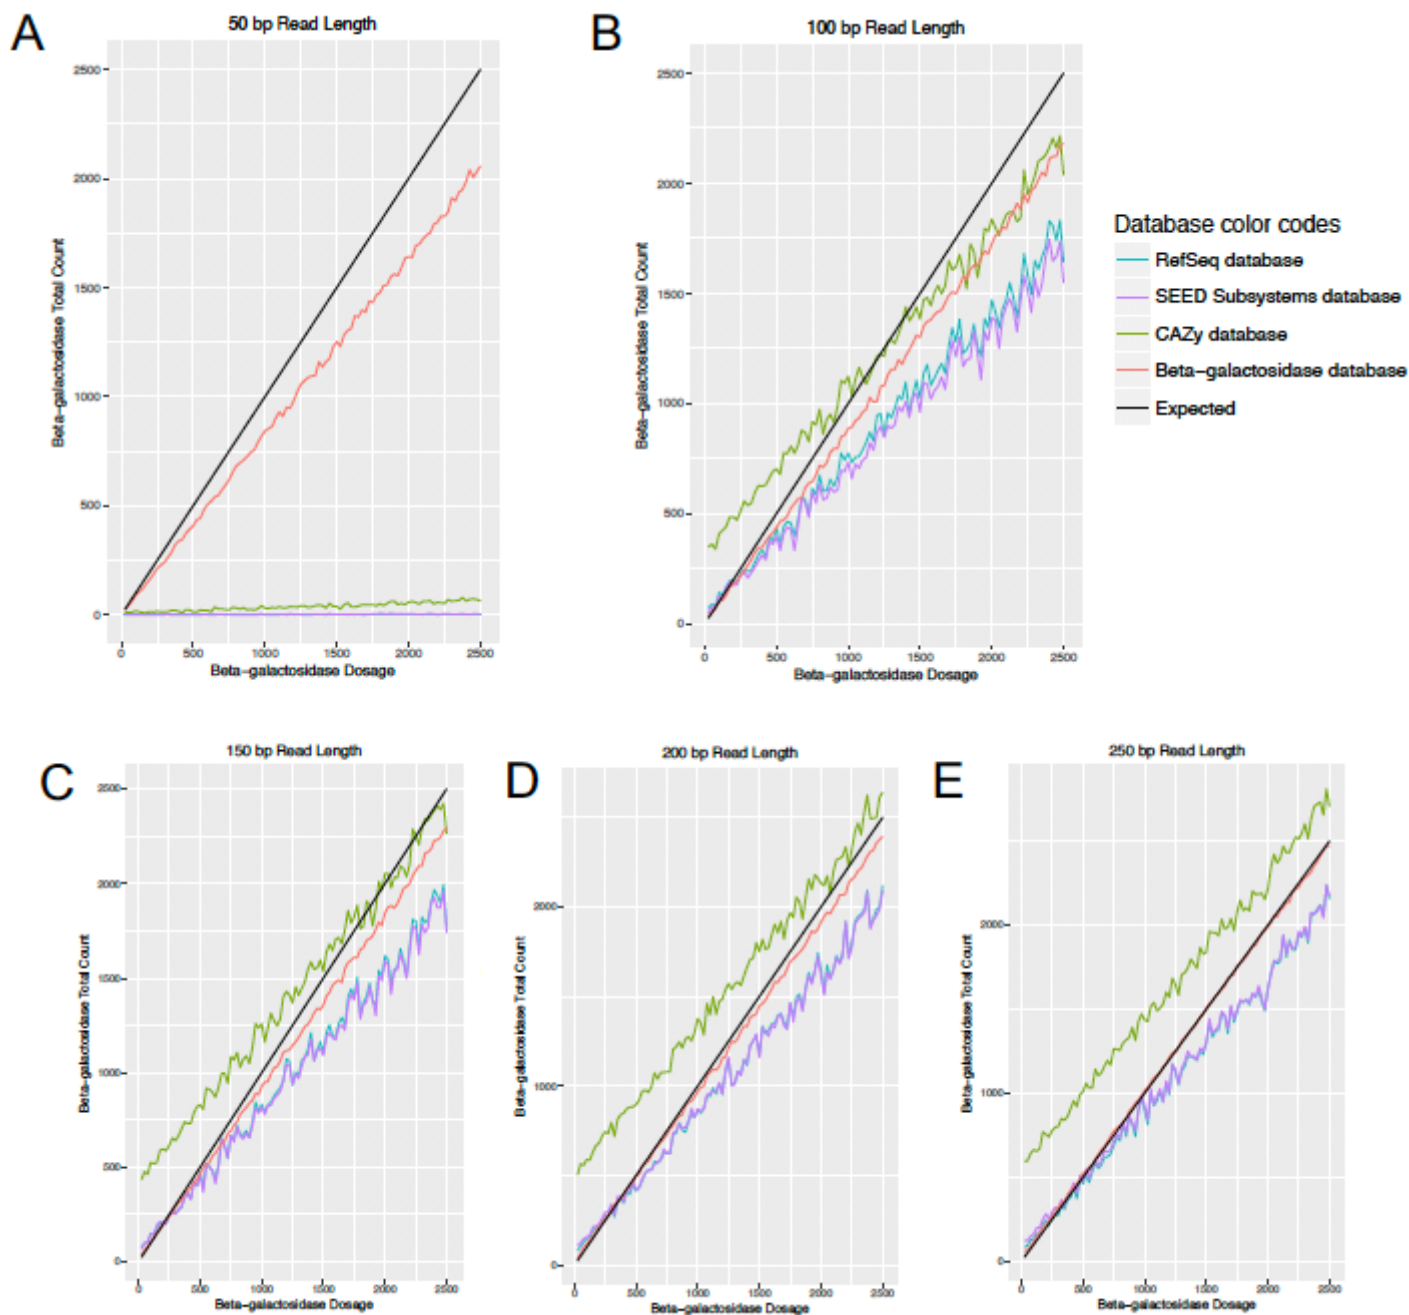 A
50 bp Read Length
Beta-galactosidase Total Count
2500
2000
1500
1000
500
0
0 500 1000 1500 2000 2500
Beta-galactosidase Dosage
B
100 bp Read Length
Beta-galactosidase Total Count
2500
2000
1500
1000
500
0
0 500 1000 1500 2000 2500
Beta-galactosidase Dosage
Database color codes
RefSeq database
SEED Subsystems database
CAZy database
Beta-galactosidase database
Expected
C
150 bp Read Length
Beta-galactosidase Total Count
2500
2000
1500
1000
500
0
0 500 1000 1500 2000 2500
Beta-galactosidase Dosage
D
200 bp Read Length
Beta-galactosidase Total Count
2000
1000
0
0 500 1000 1500 2000 2500
Beta-galactosidase Dosage
E
250 bp Read Length
Beta-galactosidase Total Count
2000
1000
0
0 500 1000 1500 2000 2500
Beta-galactosidase Dosage